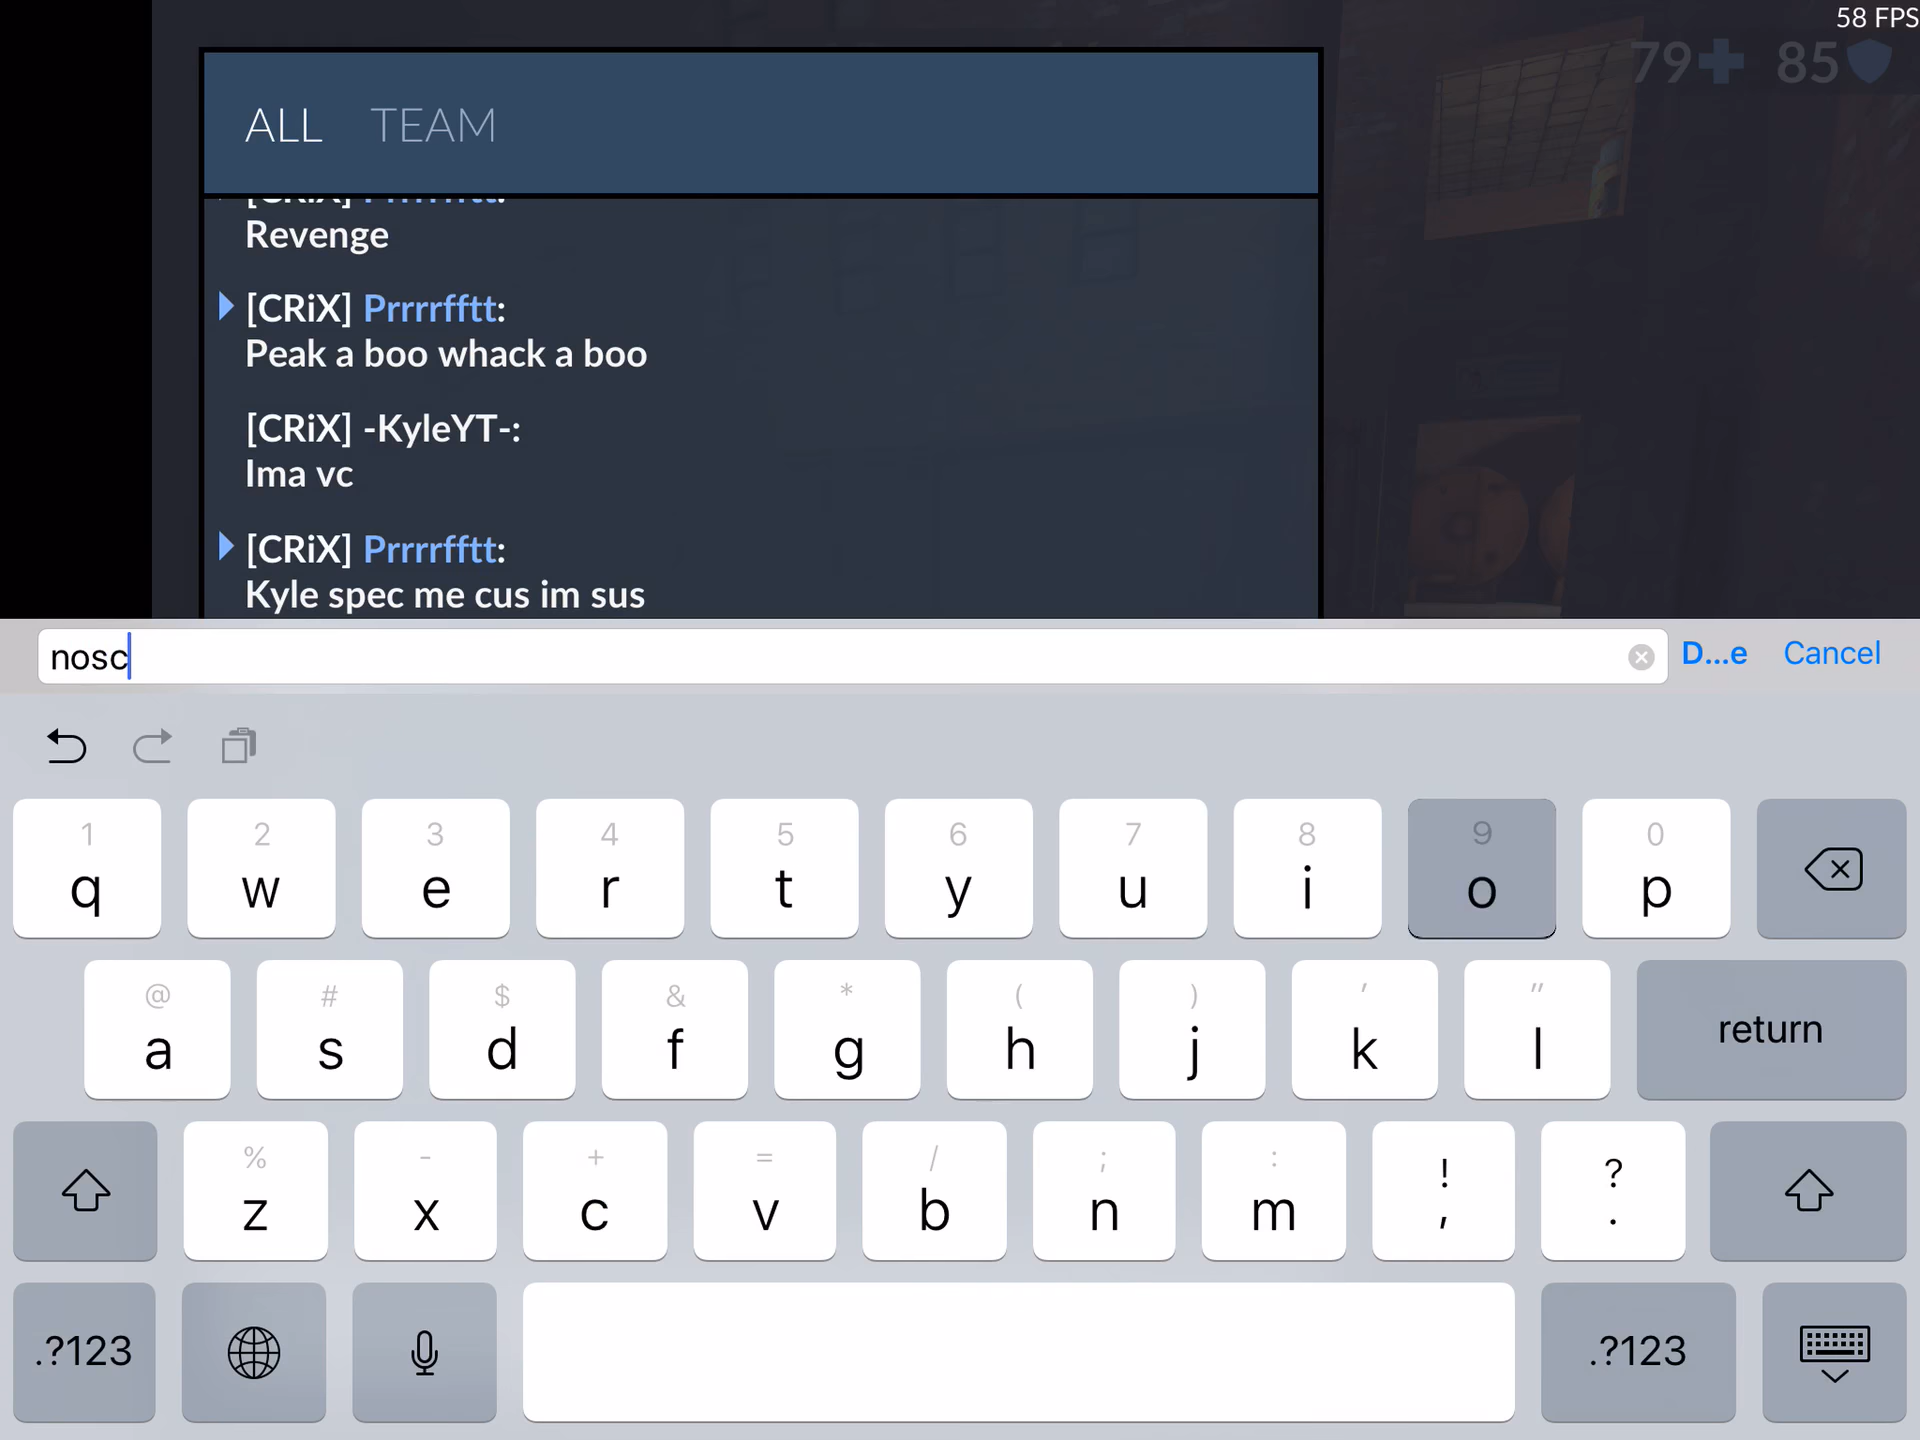 58 FPS
79 85
ALL TEAM
[CRiX] Prrrrfftt:
Revenge
[CRiX] Prrrrfftt:
Peak a boo whack a boo
[CRiX] -KyleYT-:
Ima vc
[CRiX] Prrrrfftt:
Kyle spec me cus im sus
nosc D...e Cancel
1 2 3 4 5 6 7 8 9 0
q w e r t y u i o p
@ # $ & * ( ) ' "
a s d f g h j k l return
% - + = / ; : ! ?
z x c v b n m , .
.?123 .?123